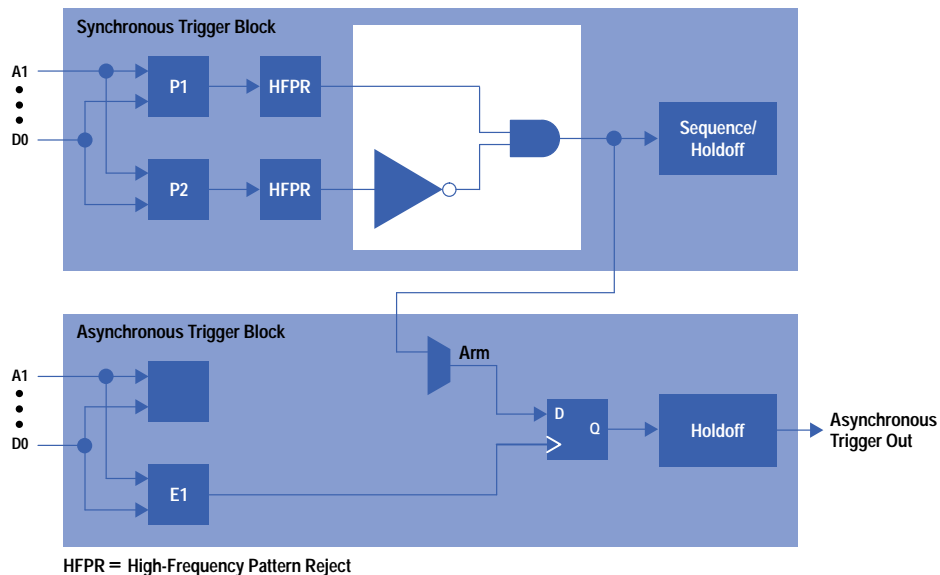 Synchronous Trigger Block
A1
D0
P1
HFPR
P2
HFPR
Sequence/
Holdoff
Asynchronous Trigger Block
Arm
A1
D0
E1
D
Q
Holdoff
Asynchronous
Trigger Out
HFPR = High-Frequency Pattern Reject